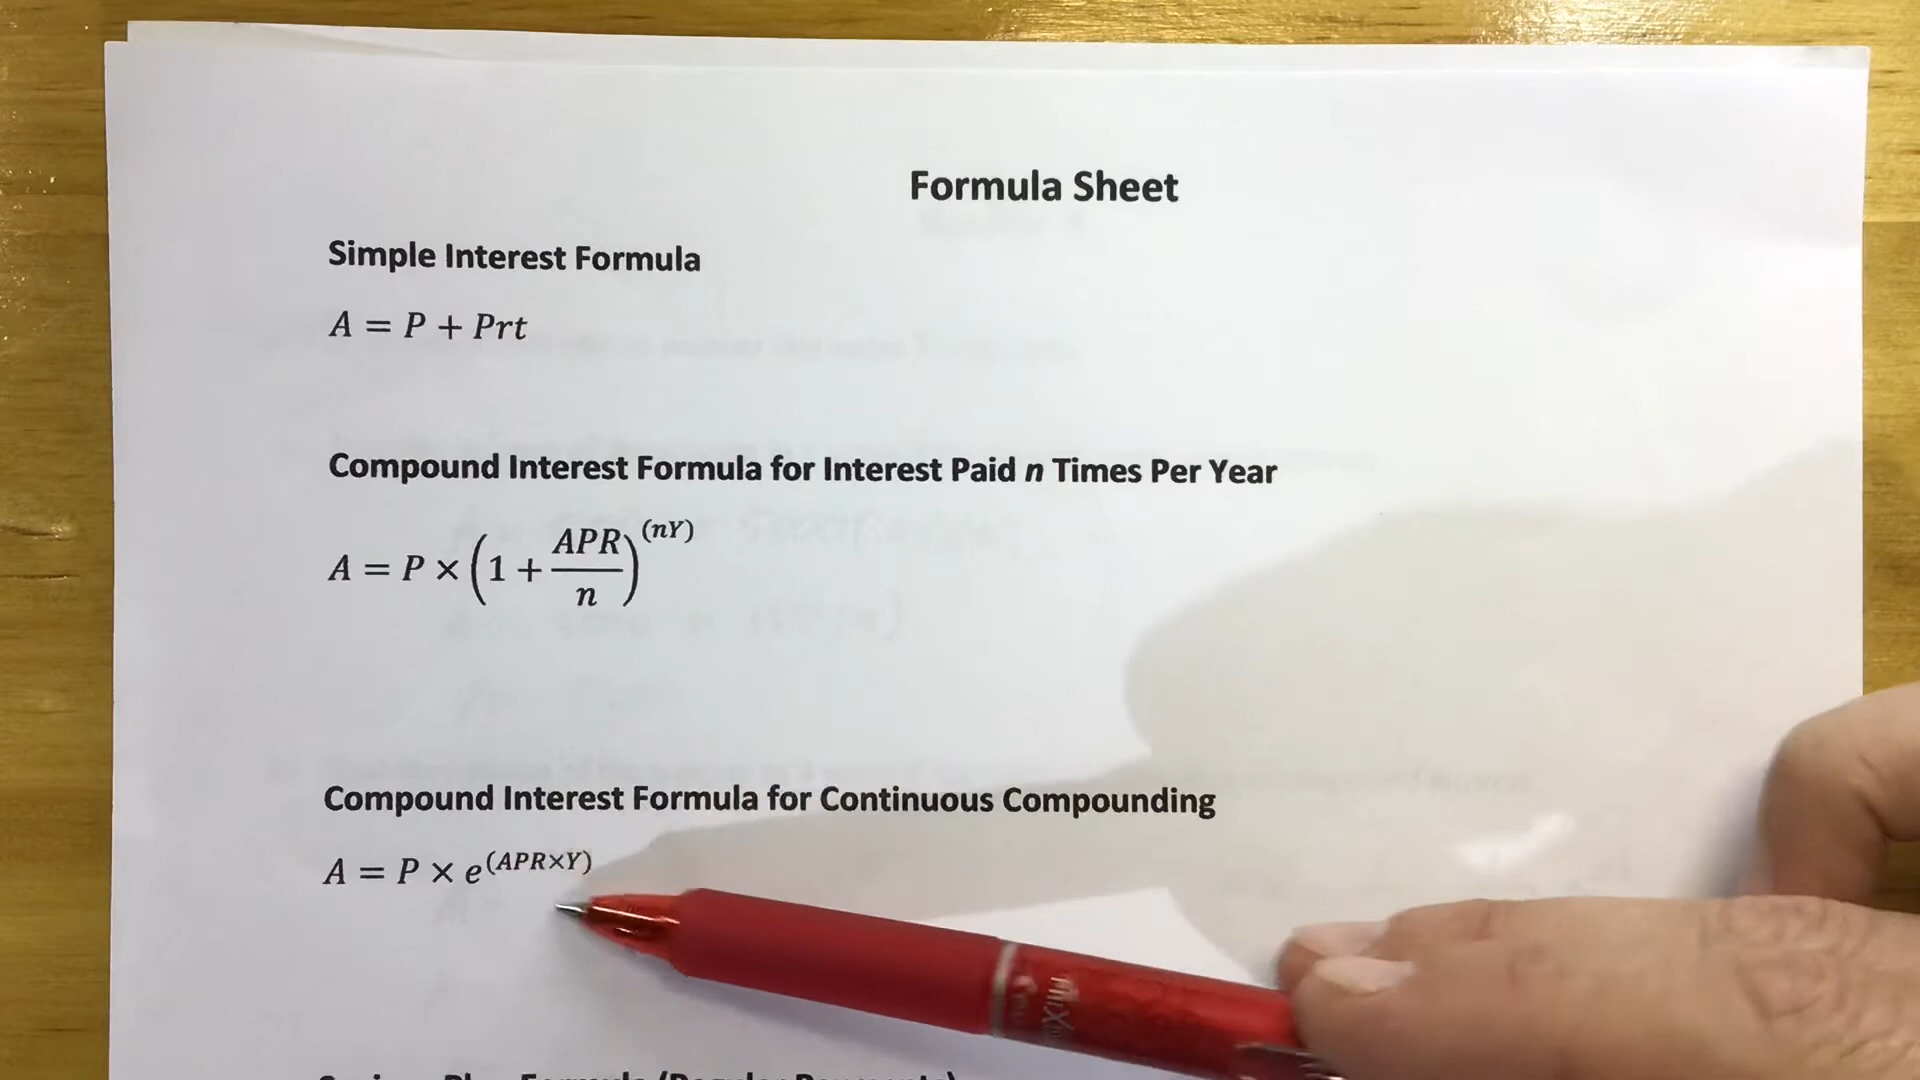 Formula Sheet
Simple Interest Formula
A = P + Prt
Compound Interest Formula for Interest Paid n Times Per Year
A = P × (1 + APR/n)^(nY)
Compound Interest Formula for Continuous Compounding
A = P × e^(APR×Y)